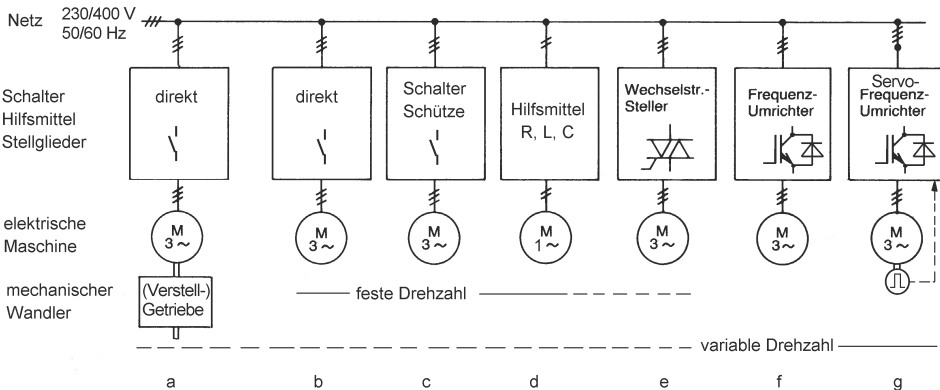 Netz 230/400 V
50/60 Hz
Schalter
Hilfsmittel
Stellglieder
direkt
direkt
Schalter
Schütze
Hilfsmittel
R, L, C
Wechselstr.-
Steller
Frequenz-
Umrichter
Servo-
Frequenz-
Umrichter
elektrische
Maschine
M
3~
M
3~
M
3~
M
1~
M
3~
M
3~
M
3~
mechanischer
Wandler
(Verstell-)
Getriebe
feste Drehzahl
variable Drehzahl
a b c d e f g